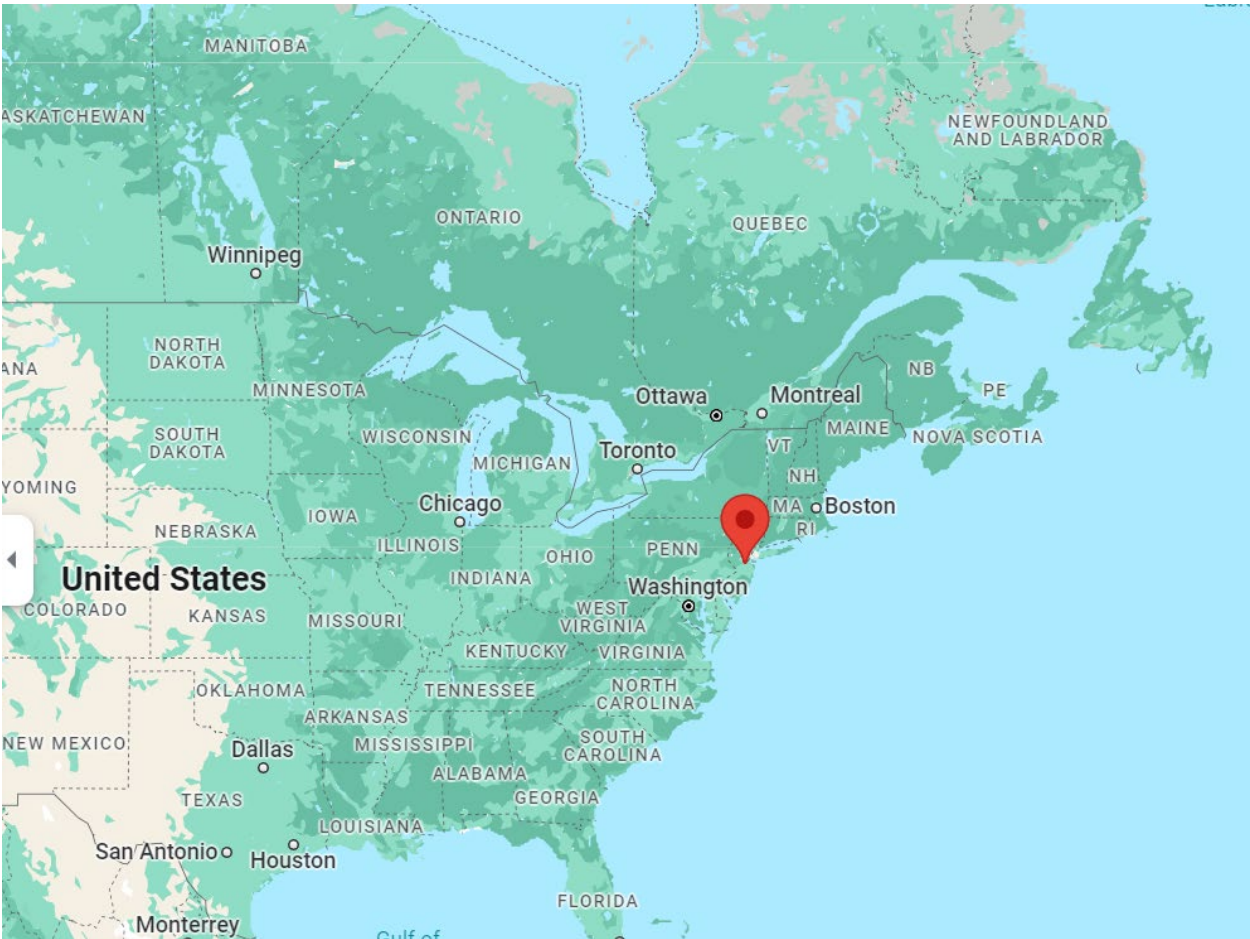 MANITOBA
ASKATCHEWAN
NEWFOUNDLAND
AND LABRADOR
ONTARIO
QUEBEC
Winnipeg
NORTH
DAKOTA
ANA
MINNESOTA
NB
PE
Ottawa
Montreal
MAINE
NOVA SCOTIA
SOUTH
DAKOTA
WISCONSIN
MICHIGAN
Toronto
VT
NH
YOMING
Chicago
MA
Boston
IOWA
NEBRASKA
ILLINOIS
OHIO
PENN
RI
United States
INDIANA
Washington
COLORADO
KANSAS
MISSOURI
WEST
VIRGINIA
KENTUCKY
VIRGINIA
OKLAHOMA
TENNESSEE
NORTH
CAROLINA
ARKANSAS
NEW MEXICO
Dallas
MISSISSIPPI
SOUTH
CAROLINA
ALABAMA
TEXAS
GEORGIA
LOUISIANA
San Antonio
Houston
FLORIDA
Monterrey
Gulf of